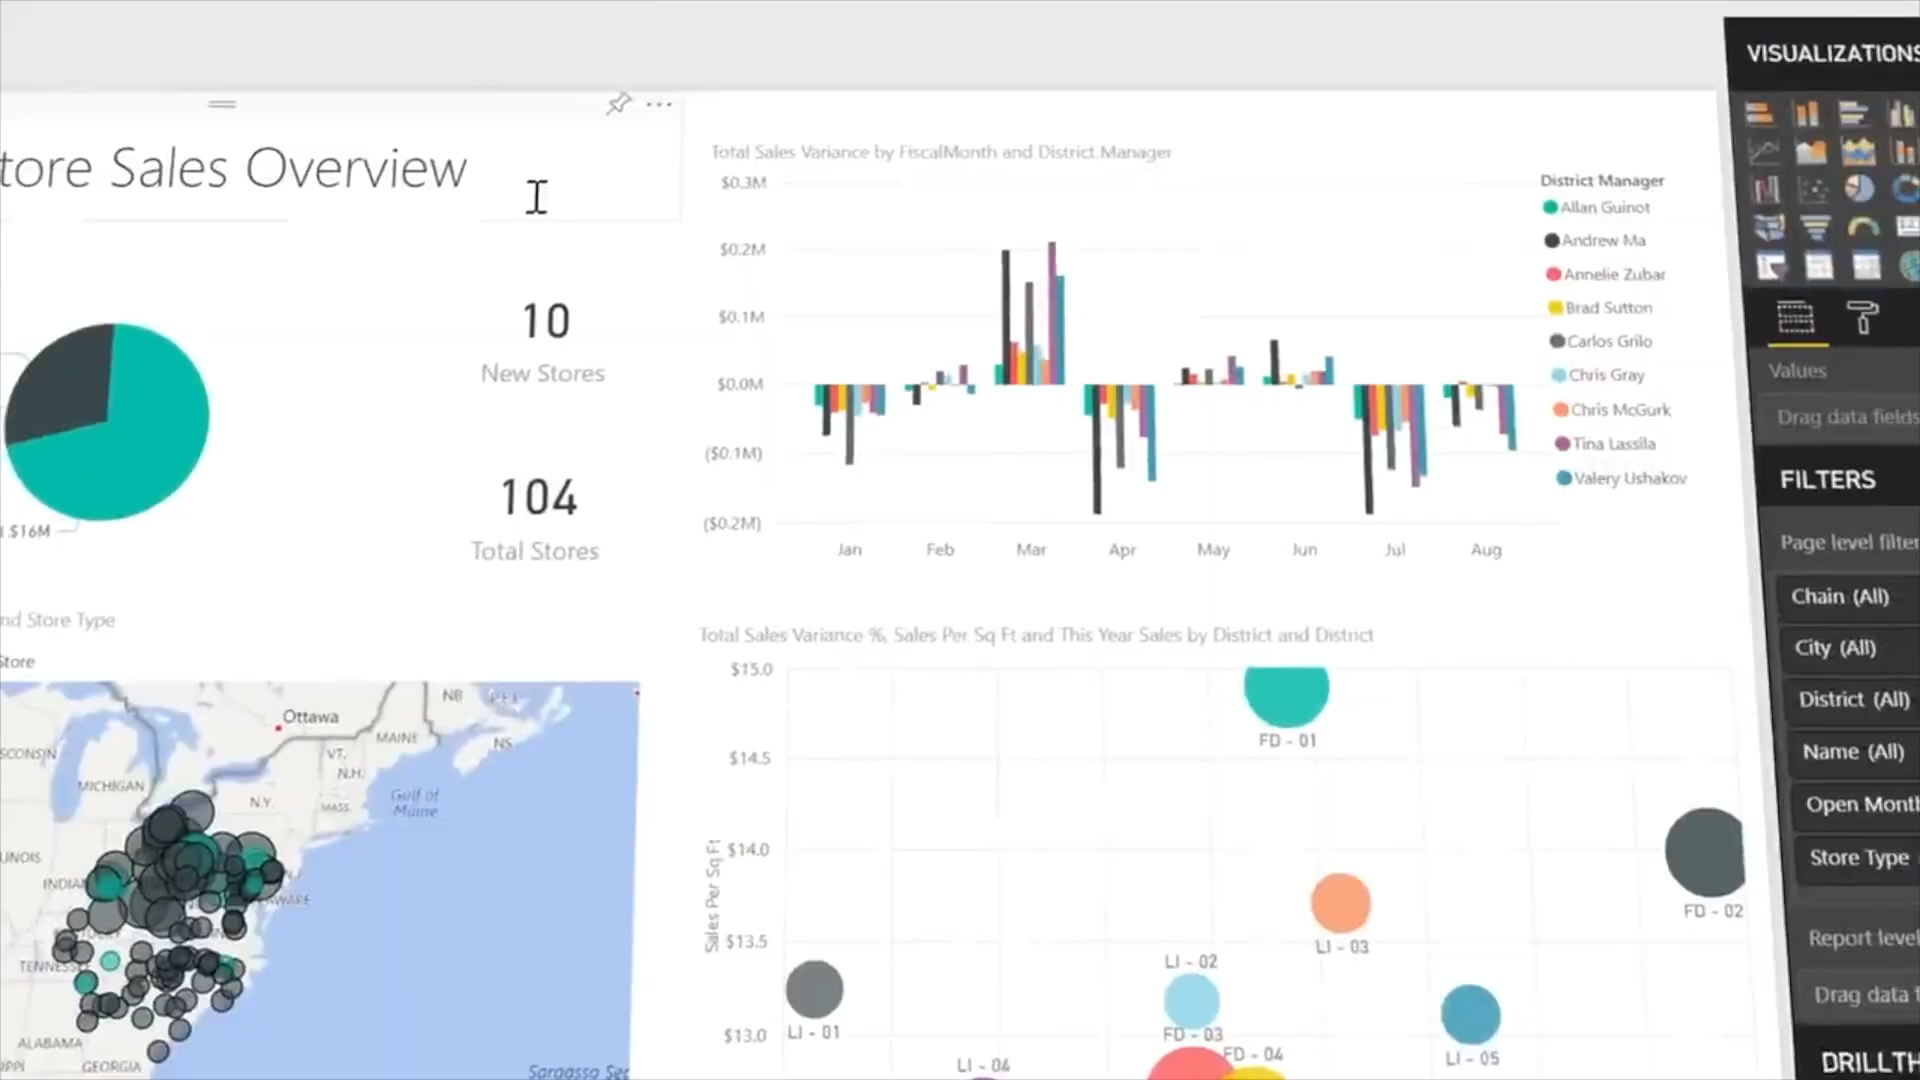 VISUALIZATIONS
tore Sales Overview
10
New Stores
104
Total Stores
$16M
Total Sales Variance by FiscalMonth and District Manager
$0.3M
$0.2M
$0.1M
$0.0M
($0.1M)
($0.2M)
Jan Feb Mar Apr May Jun Jul Aug
District Manager
Allan Guinot
Andrew Ma
Annelie Zubar
Brad Sutton
Carlos Grilo
Chris Gray
Chris McGurk
Tina Lassila
Valery Ushakov
nd Store Type
Store
Ottawa
NB
P.E.I.
NS
MAINE
VT.
N.H.
MASS.
N.Y.
SCONSIN
MICHIGAN
Gulf of
Maine
INOIS
INDIA
AWARE
TENNESSE
ALABAMA
PPI
GEORGIA
Sargasso Sea
Total Sales Variance %, Sales Per Sq Ft and This Year Sales by District and District
Sales Per Sq Ft
$15.0
$14.5
$14.0
$13.5
$13.0
FD - 01
FD - 02
LI - 03
LI - 02
LI - 01
FD - 03
FD - 04
LI - 04
LI - 05
Values
Drag data fields
FILTERS
Page level filter
Chain (All)
City (All)
District (All)
Name (All)
Open Month
Store Type
Report level
Drag data f
DRILLTH